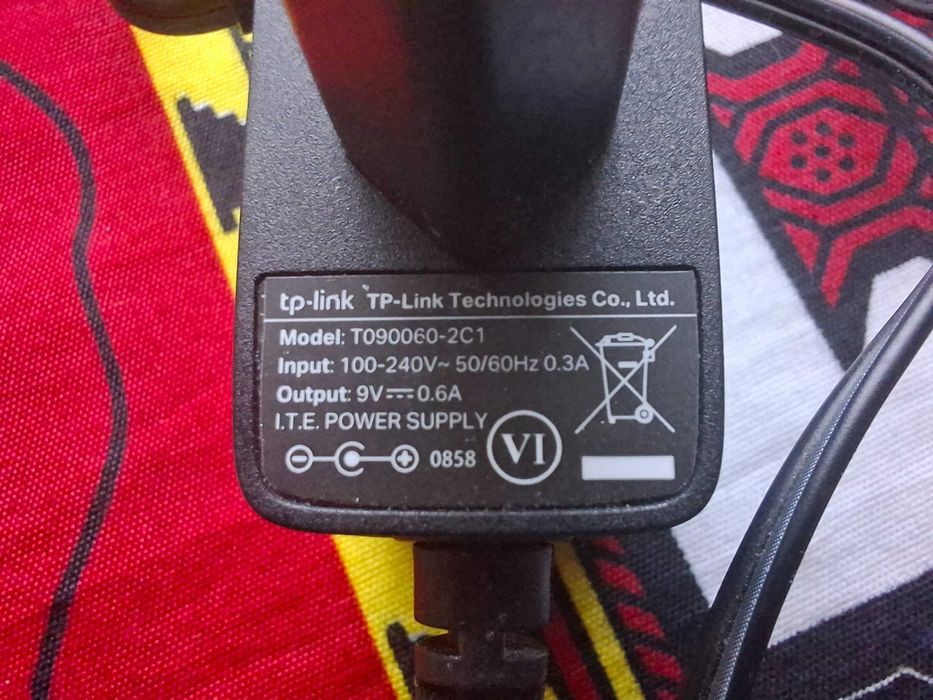 tp-link TP-Link Technologies Co., Ltd.
Model: T090060-2C1
Input: 100-240V~ 50/60Hz 0.3A
Output: 9V⎓0.6A
I.T.E. POWER SUPPLY
0858
VI